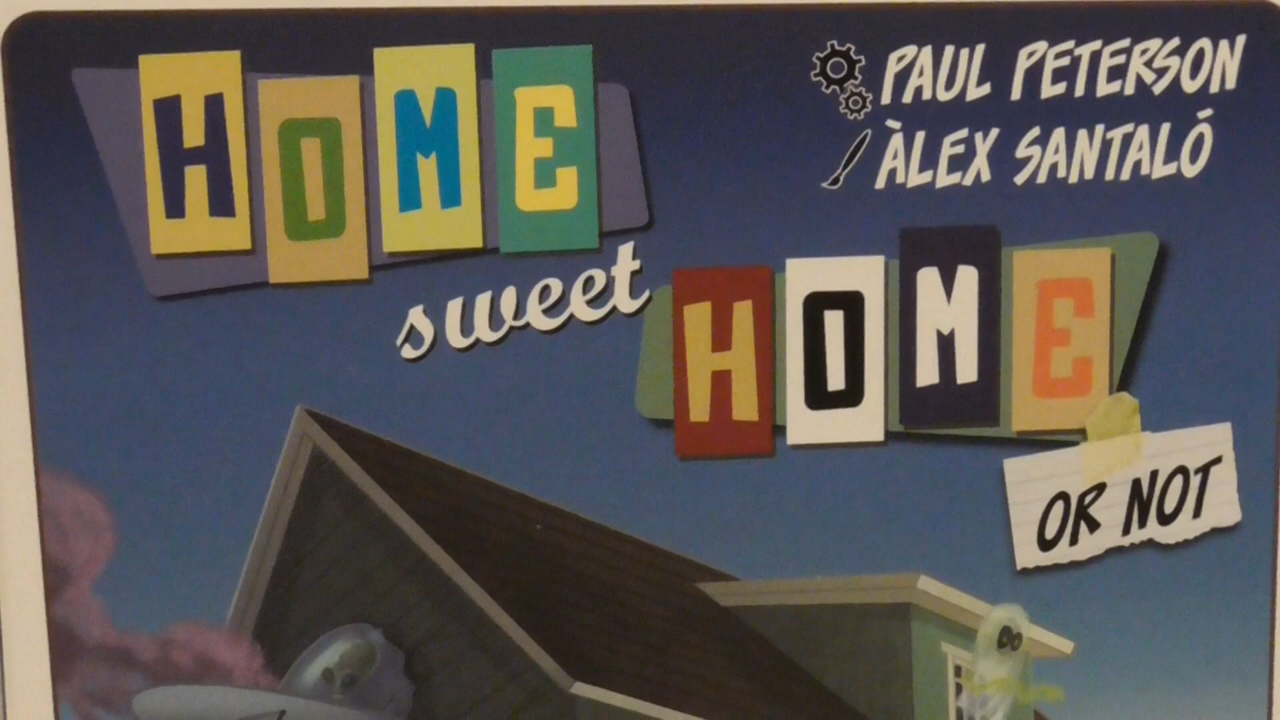 HOME
sweet
HOME
OR NOT
PAUL PETERSON
ÀLEX SANTALÓ